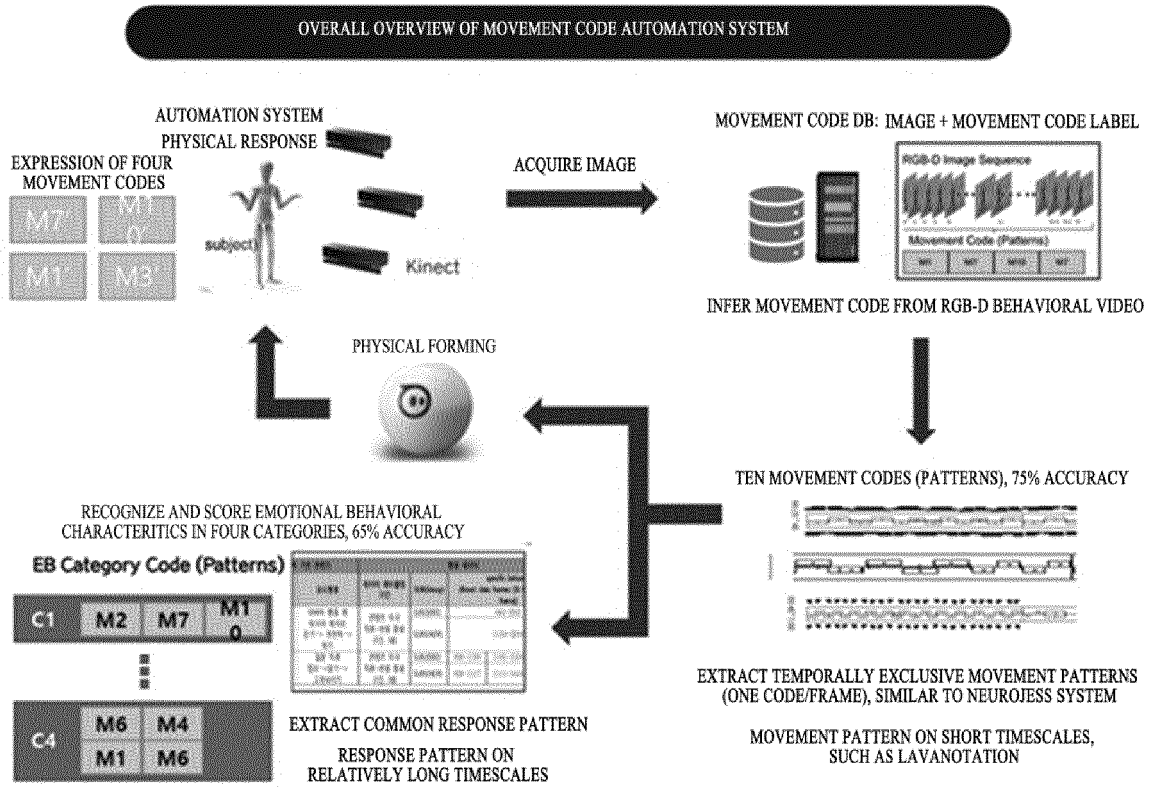 OVERALL OVERVIEW OF MOVEMENT CODE AUTOMATION SYSTEM
AUTOMATION SYSTEM
PHYSICAL RESPONSE
EXPRESSION OF FOUR
MOVEMENT CODES
M7'
M1
0'
M1'
M3'
subject)
Kinect
ACQUIRE IMAGE
MOVEMENT CODE DB: IMAGE + MOVEMENT CODE LABEL
RGB-D Image Sequence
Movement Code (Patterns)
M1
M7
M10
M7
INFER MOVEMENT CODE FROM RGB-D BEHAVIORAL VIDEO
PHYSICAL FORMING
TEN MOVEMENT CODES (PATTERNS), 75% ACCURACY
EXTRACT TEMPORALLY EXCLUSIVE MOVEMENT PATTERNS
(ONE CODE/FRAME), SIMILAR TO NEUROJESS SYSTEM
MOVEMENT PATTERN ON SHORT TIMESCALES,
SUCH AS LAVANOTATION
RECOGNIZE AND SCORE EMOTIONAL BEHAVIORAL
CHARACTERITICS IN FOUR CATEGORIES, 65% ACCURACY
EB Category Code (Patterns)
C1
M2
M7
M1
0
C4
M6
M4
M1
M6
EXTRACT COMMON RESPONSE PATTERN
RESPONSE PATTERN ON
RELATIVELY LONG TIMESCALES